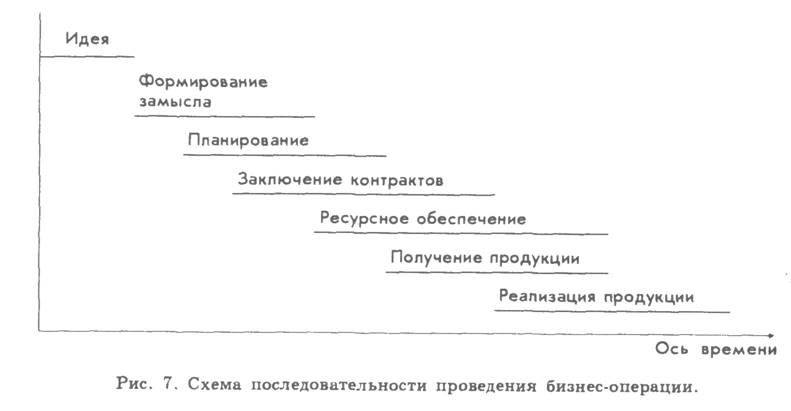 Идея
Формирование
замысла
Планирование
Заключение контрактов
Ресурсное обеспечение
Получение продукции
Реализация продукции
Ось времени
Рис. 7. Схема последовательности проведения бизнес-операции.